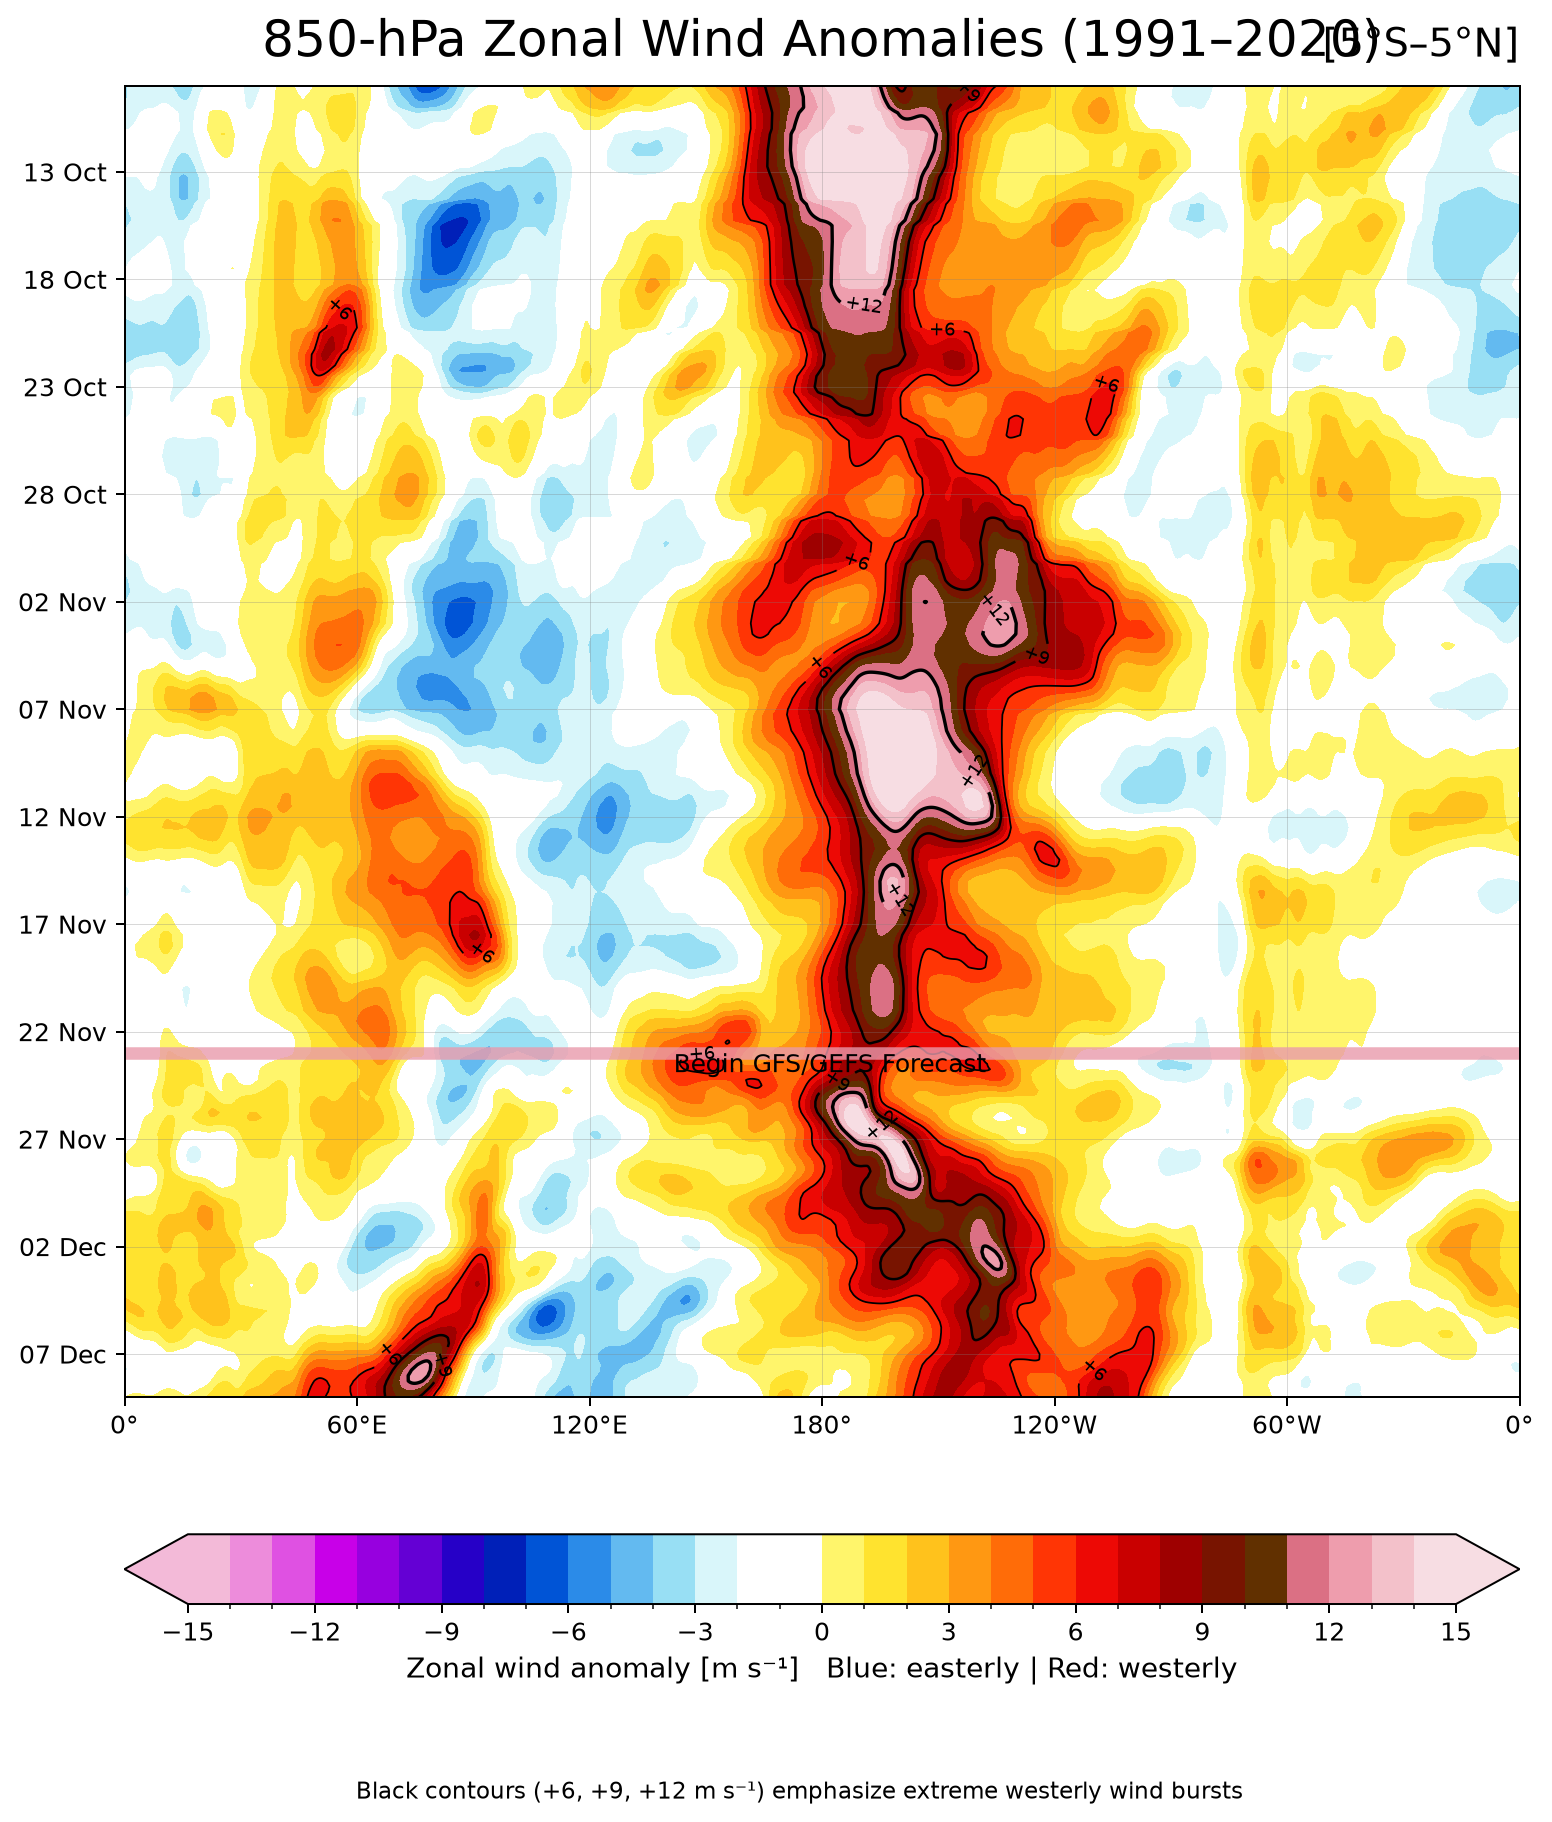 850-hPa Zonal Wind Anomalies (1991–2020)
[5°S–5°N]
13 Oct
18 Oct
23 Oct
28 Oct
02 Nov
07 Nov
12 Nov
17 Nov
22 Nov
27 Nov
02 Dec
07 Dec
+9
+6
+12
+6
+6
+6
+12
+9
+6
+12
+12
+6
+6
Begin GFS/GEFS Forecast
+9
+12
+6
+9
+6
0° 60°E 120°E 180° 120°W 60°W 0°
−15 −12 −9 −6 −3 0 3 6 9 12 15
Zonal wind anomaly [m s⁻¹] Blue: easterly | Red: westerly
Black contours (+6, +9, +12 m s⁻¹) emphasize extreme westerly wind bursts